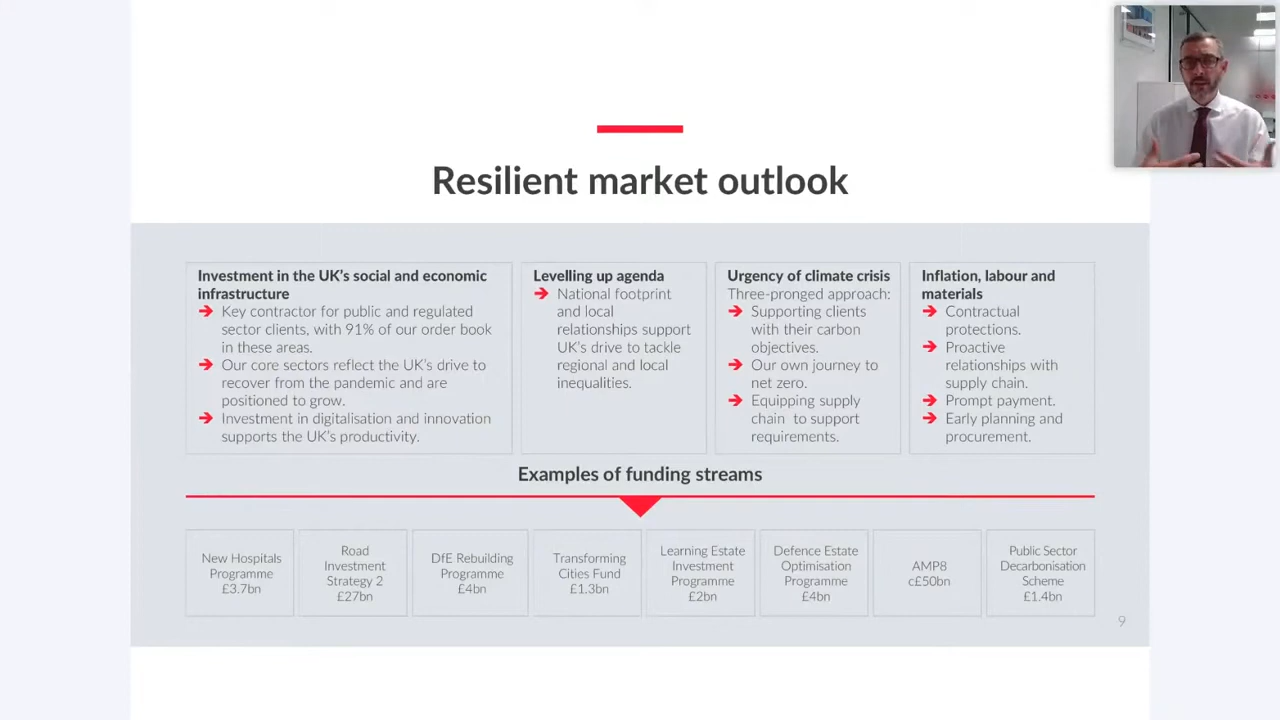 Resilient market outlook
Investment in the UK's social and economic
infrastructure
Key contractor for public and regulated
sector clients, with 91% of our order book
in these areas.
Our core sectors reflect the UK's drive to
recover from the pandemic and are
positioned to grow.
Investment in digitalisation and innovation
supports the UK's productivity.
Levelling up agenda
National footprint
and local
relationships support
UK's drive to tackle
regional and local
inequalities.
Urgency of climate crisis
Three-pronged approach:
Supporting clients
with their carbon
objectives.
Our own journey to
net zero.
Equipping supply
chain to support
requirements.
Inflation, labour and
materials
Contractual
protections.
Proactive
relationships with
supply chain.
Prompt payment.
Early planning and
procurement.
Examples of funding streams
New Hospitals
Programme
£3.7bn
Road
Investment
Strategy 2
£27bn
DfE Rebuilding
Programme
£4bn
Transforming
Cities Fund
£1.3bn
Learning Estate
Investment
Programme
£2bn
Defence Estate
Optimisation
Programme
£4bn
AMP8
c£50bn
Public Sector
Decarbonisation
Scheme
£1.4bn
9